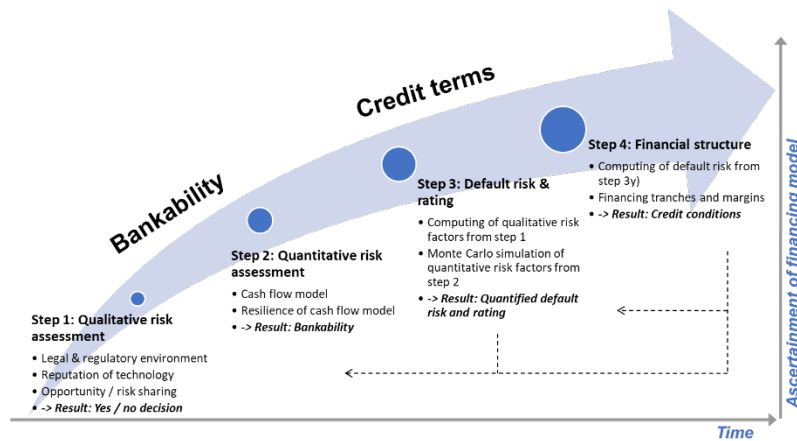 Bankability
Credit terms
Step 1: Qualitative risk
assessment
• Legal & regulatory environment
• Reputation of technology
• Opportunity / risk sharing
• -> Result: Yes / no decision
Step 2: Quantitative risk
assessment
• Cash flow model
• Resilience of cash flow model
• -> Result: Bankability
Step 3: Default risk &
rating
• Computing of qualitative risk
factors from step 1
• Monte Carlo simulation of
quantitative risk factors from
step 2
• -> Result: Quantified default
risk and rating
Step 4: Financial structure
• Computing of default risk from
step 3y)
• Financing tranches and margins
• -> Result: Credit conditions
Time
Ascertainment of financing model